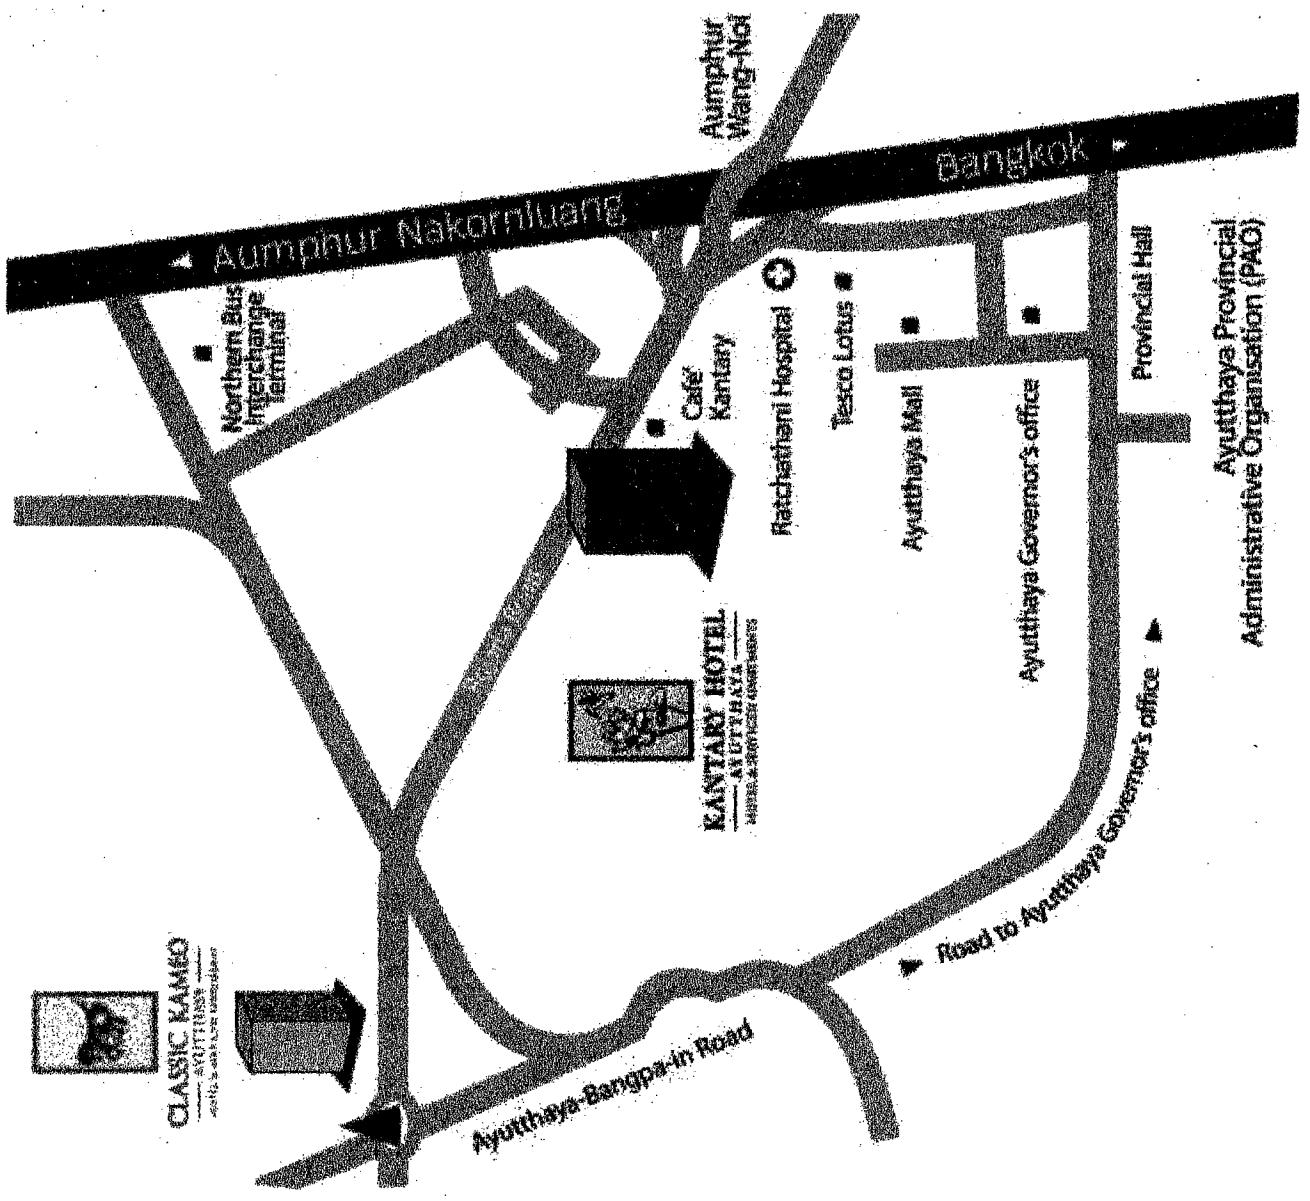 CLASSIC KAMEO
AYUTTHAYA
Ayutthaya-Bangpa-in Road
Road to Ayutthaya Governor's office
KANTARY HOTEL
AYUTTHAYA
Northern Bus
Interchange
Terminal
Café
Kantary
Ratchathani Hospital
Tesco Lotus
Ayutthaya Mall
Ayutthaya Governor's office
Provincial Hall
Ayutthaya Provincial
Administrative Organisation (PAO)
Aumphur Nakornluang
Bangkok
Aumphur
Wang-Noi